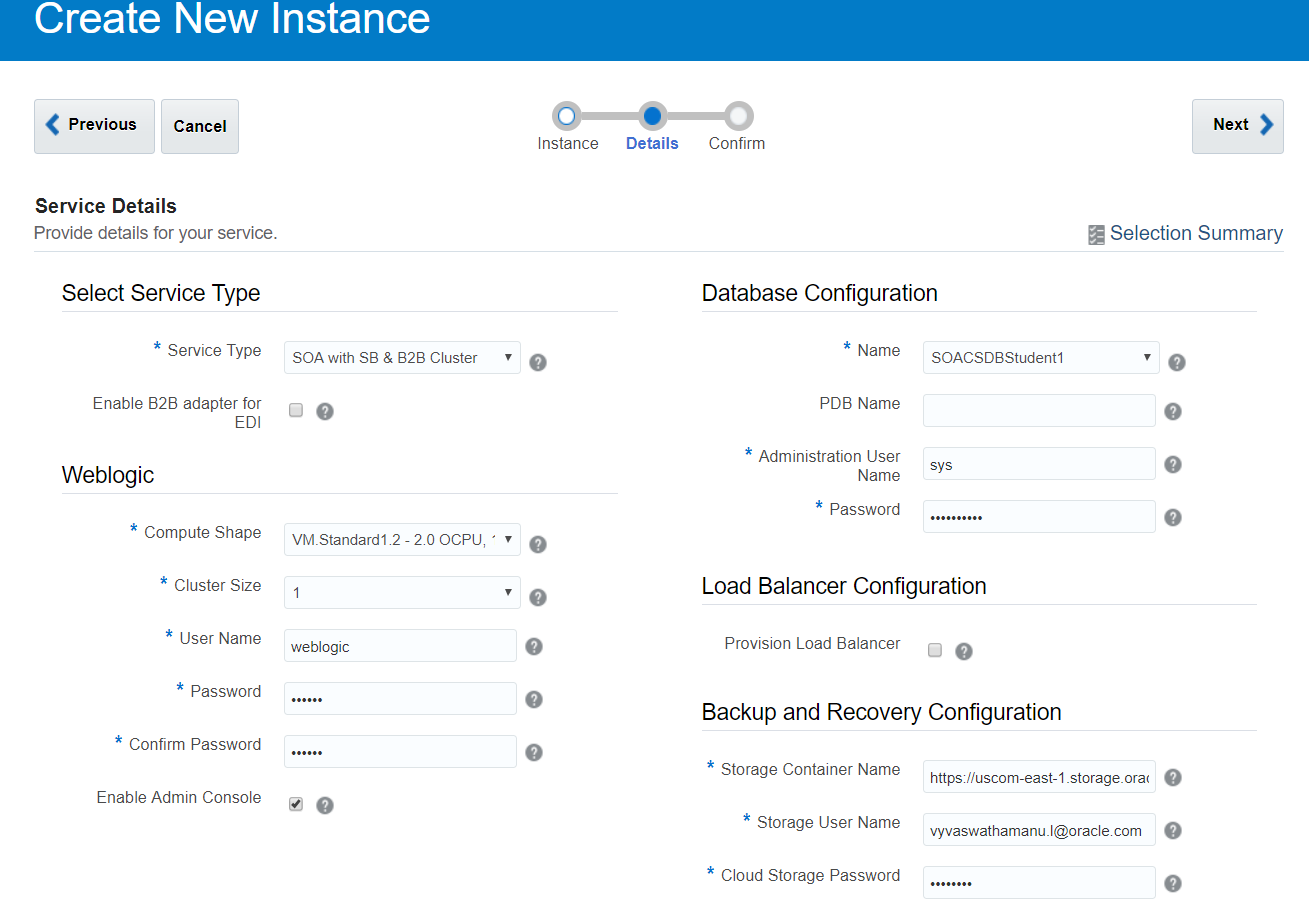 Create New Instance
Previous
Cancel
Instance
Details
Confirm
Next
Service Details
Provide details for your service.
Selection Summary
Select Service Type
* Service Type
SOA with SB & B2B Cluster
Enable B2B adapter for
EDI
Weblogic
* Compute Shape
VM.Standard1.2 - 2.0 OCPU,
* Cluster Size
1
* User Name
weblogic
* Password
••••••
* Confirm Password
••••••
Enable Admin Console
Database Configuration
* Name
SOACSDBStudent1
PDB Name
* Administration User
Name
sys
* Password
••••••••••
Load Balancer Configuration
Provision Load Balancer
Backup and Recovery Configuration
* Storage Container Name
https://uscom-east-1.storage.orac
* Storage User Name
vyvaswathamanu.l@oracle.com
* Cloud Storage Password
••••••••